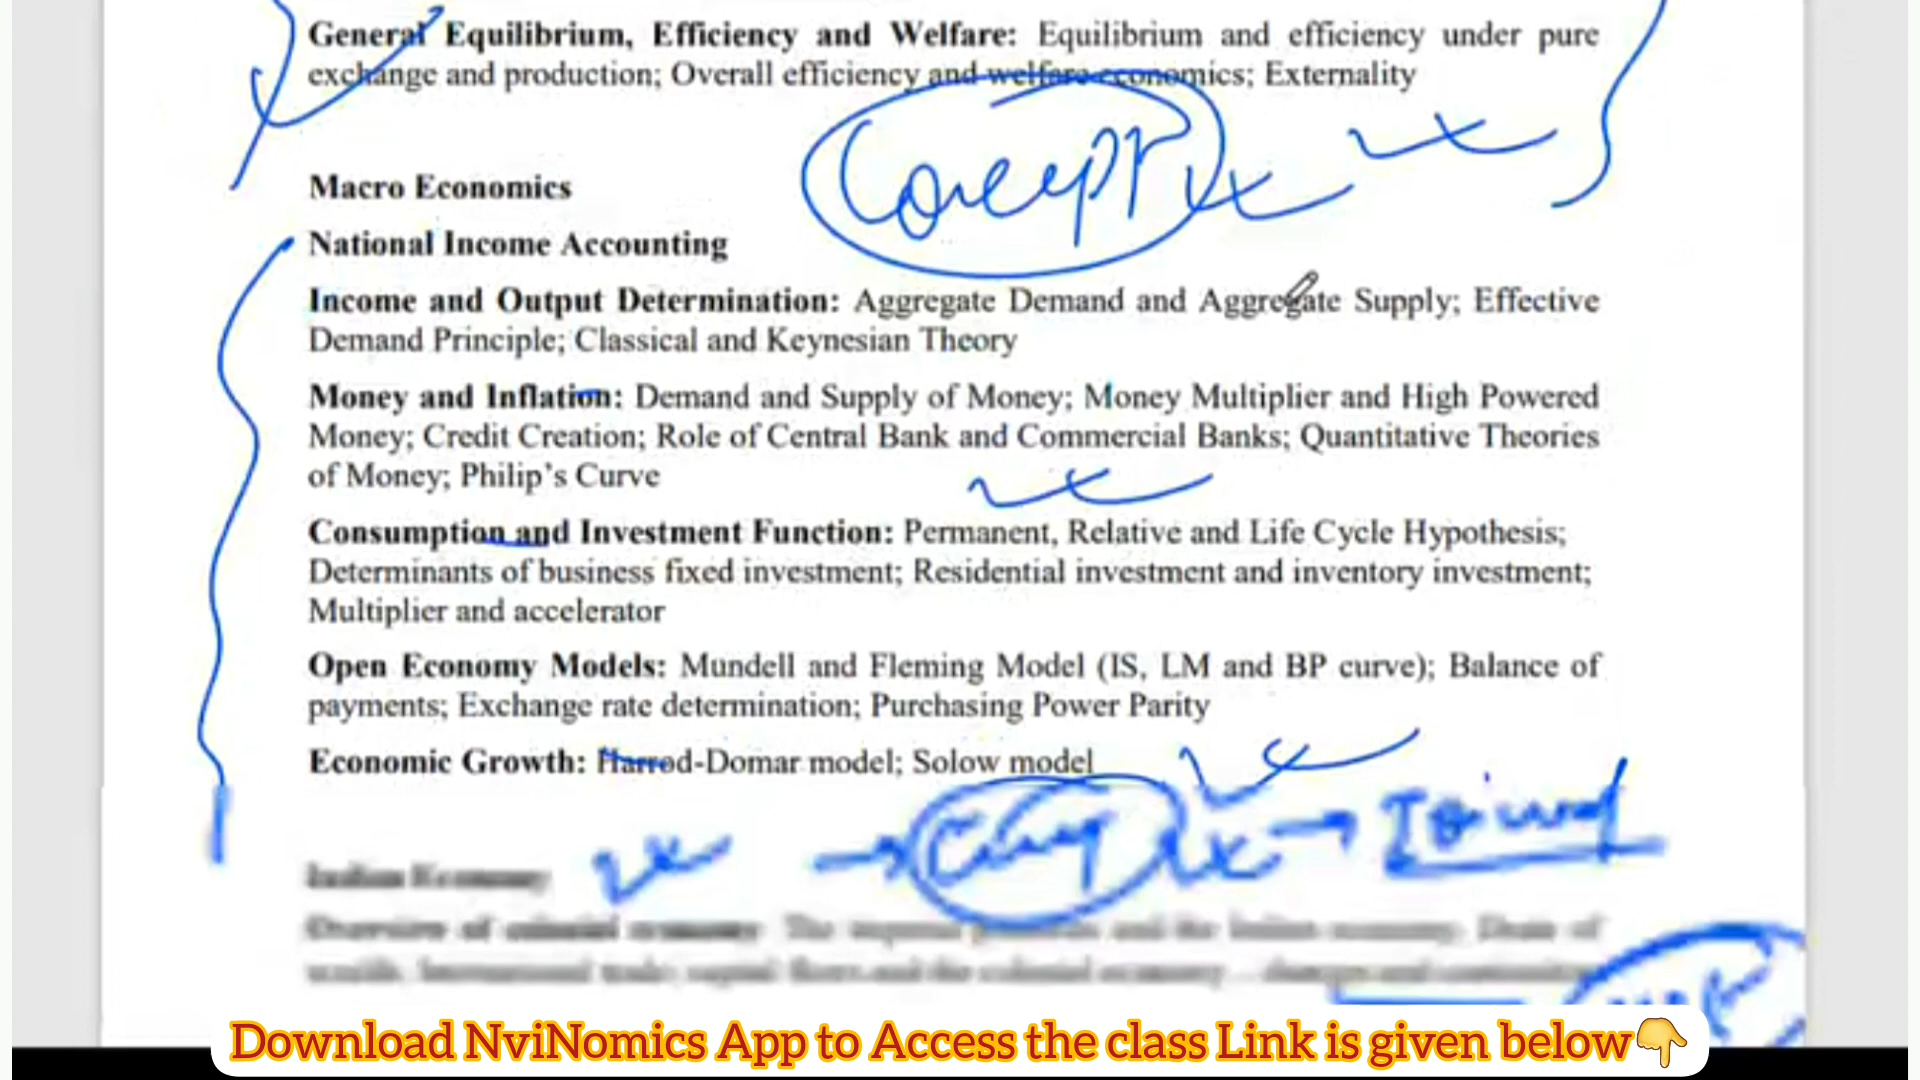 General Equilibrium, Efficiency and Welfare: Equilibrium and efficiency under pure
exchange and production; Overall efficiency and welfare economics; Externality
Concept
Macro Economics
National Income Accounting
Income and Output Determination: Aggregate Demand and Aggregate Supply; Effective
Demand Principle; Classical and Keynesian Theory
Money and Inflation: Demand and Supply of Money; Money Multiplier and High Powered
Money; Credit Creation; Role of Central Bank and Commercial Banks; Quantitative Theories
of Money; Philip’s Curve
Consumption and Investment Function: Permanent, Relative and Life Cycle Hypothesis;
Determinants of business fixed investment; Residential investment and inventory investment;
Multiplier and accelerator
Open Economy Models: Mundell and Fleming Model (IS, LM and BP curve); Balance of
payments; Exchange rate determination; Purchasing Power Parity
Economic Growth: Harrod-Domar model; Solow model
Indian Economy
Overview of colonial economy
Download NviNomics App to Access the class Link is given below👇